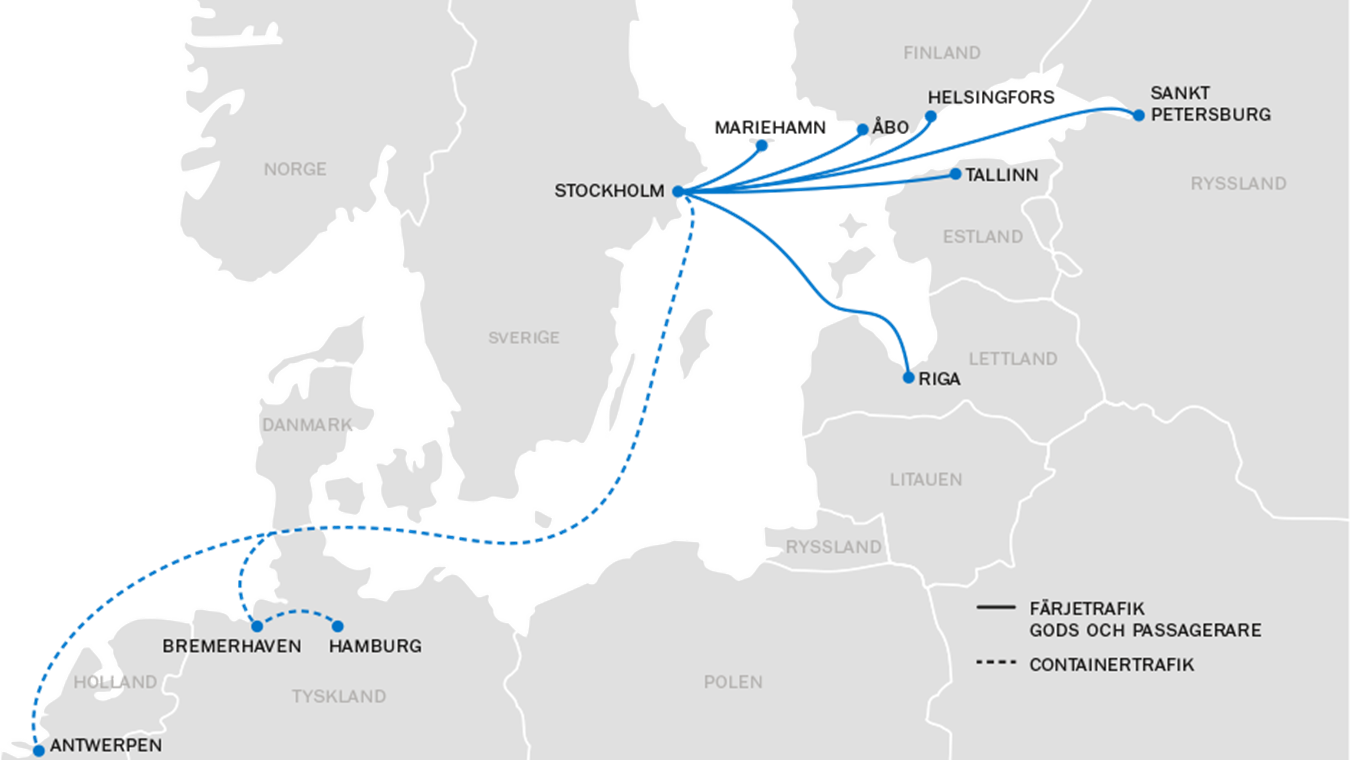 FINLAND
SANKT
PETERSBURG
HELSINGFORS
MARIEHAMN
ÅBO
NORGE
TALLINN
RYSSLAND
STOCKHOLM
ESTLAND
SVERIGE
LETTLAND
RIGA
DANMARK
LITAUEN
RYSSLAND
FÄRJETRAFIK
GODS OCH PASSAGERARE
CONTAINERTRAFIK
BREMERHAVEN
HAMBURG
HOLLAND
TYSKLAND
POLEN
ANTWERPEN